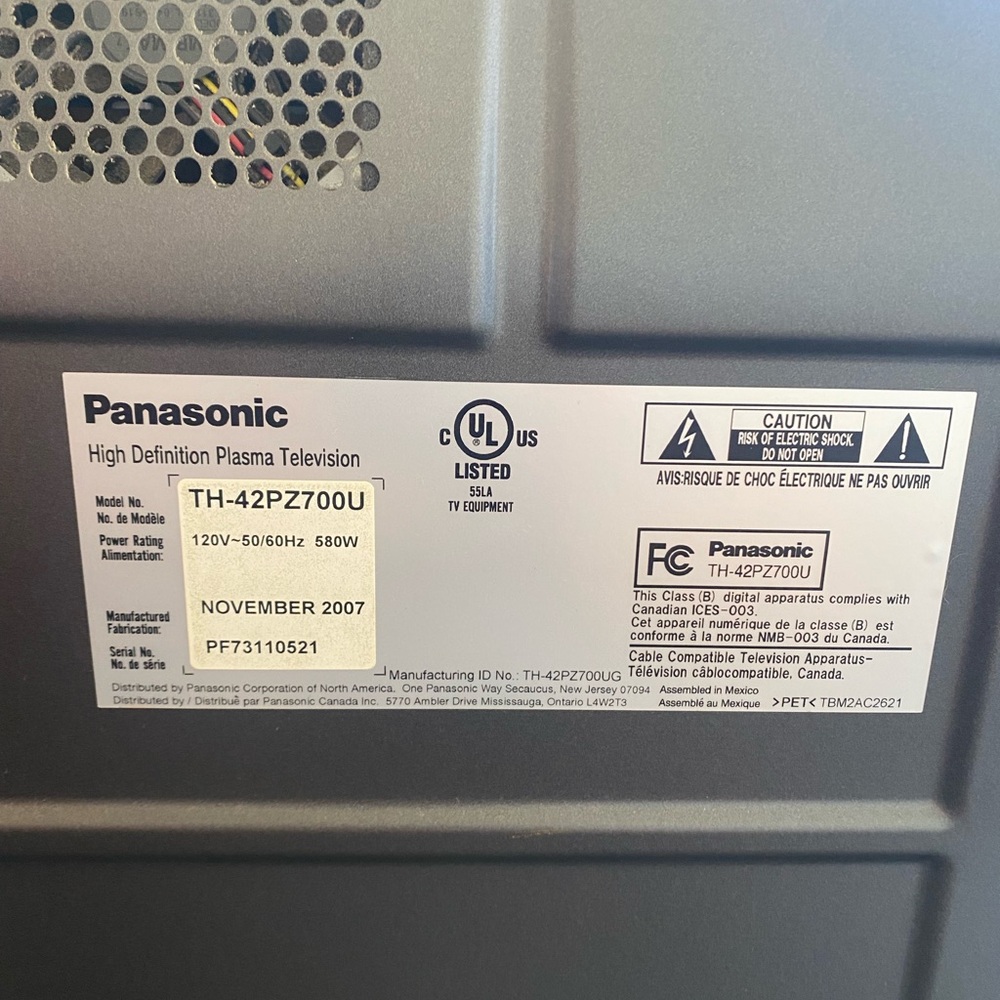 Panasonic
High Definition Plasma Television
Model No.
No. de Modèle
TH-42PZ700U
Power Rating
Alimentation:
120V~50/60Hz 580W
Manufactured
Fabrication:
NOVEMBER 2007
Serial No.
No. de série
PF73110521
C UL ® US
LISTED
55LA
TV EQUIPMENT
CAUTION
RISK OF ELECTRIC SHOCK.
DO NOT OPEN
AVIS:RISQUE DE CHOC ÉLECTRIQUE NE PAS OUVRIR
FC Panasonic
TH-42PZ700U
This Class (B) digital apparatus complies with
Canadian ICES-003.
Cet appareil numérique de la classe (B) est
conforme à la norme NMB-003 du Canada.
Cable Compatible Television Apparatus-
Télévision câblocompatible, Canada.
Manufacturing ID No.: TH-42PZ700UG
Distributed by Panasonic Corporation of North America. One Panasonic Way Secaucus, New Jersey 07094
Distributed by / Distribuê par Panasonic Canada Inc. 5770 Ambler Drive Mississauga, Ontario L4W2T3
Assembled in Mexico
Assemblé au Mexique >PET< TBM2AC2621